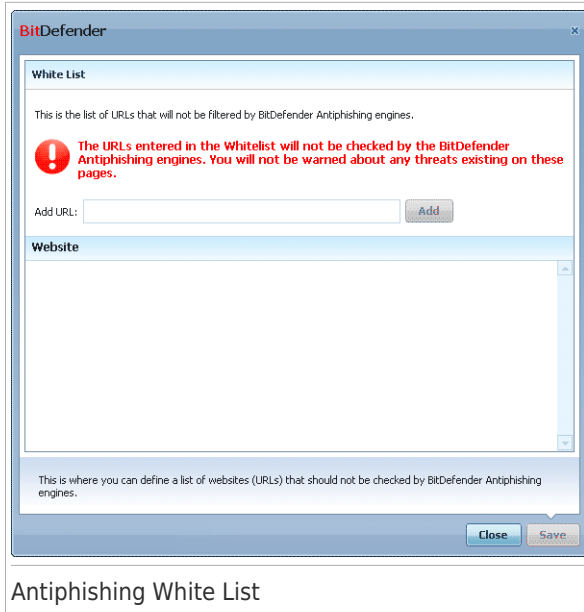 BitDefender
x
White List
This is the list of URLs that will not be filtered by BitDefender Antiphishing engines.
The URLs entered in the Whitelist will not be checked by the BitDefender
Antiphishing engines. You will not be warned about any threats existing on these
pages.
Add URL:
Add
Website
This is where you can define a list of websites (URLs) that should not be checked by BitDefender Antiphishing
engines.
Close
Save
Antiphishing White List